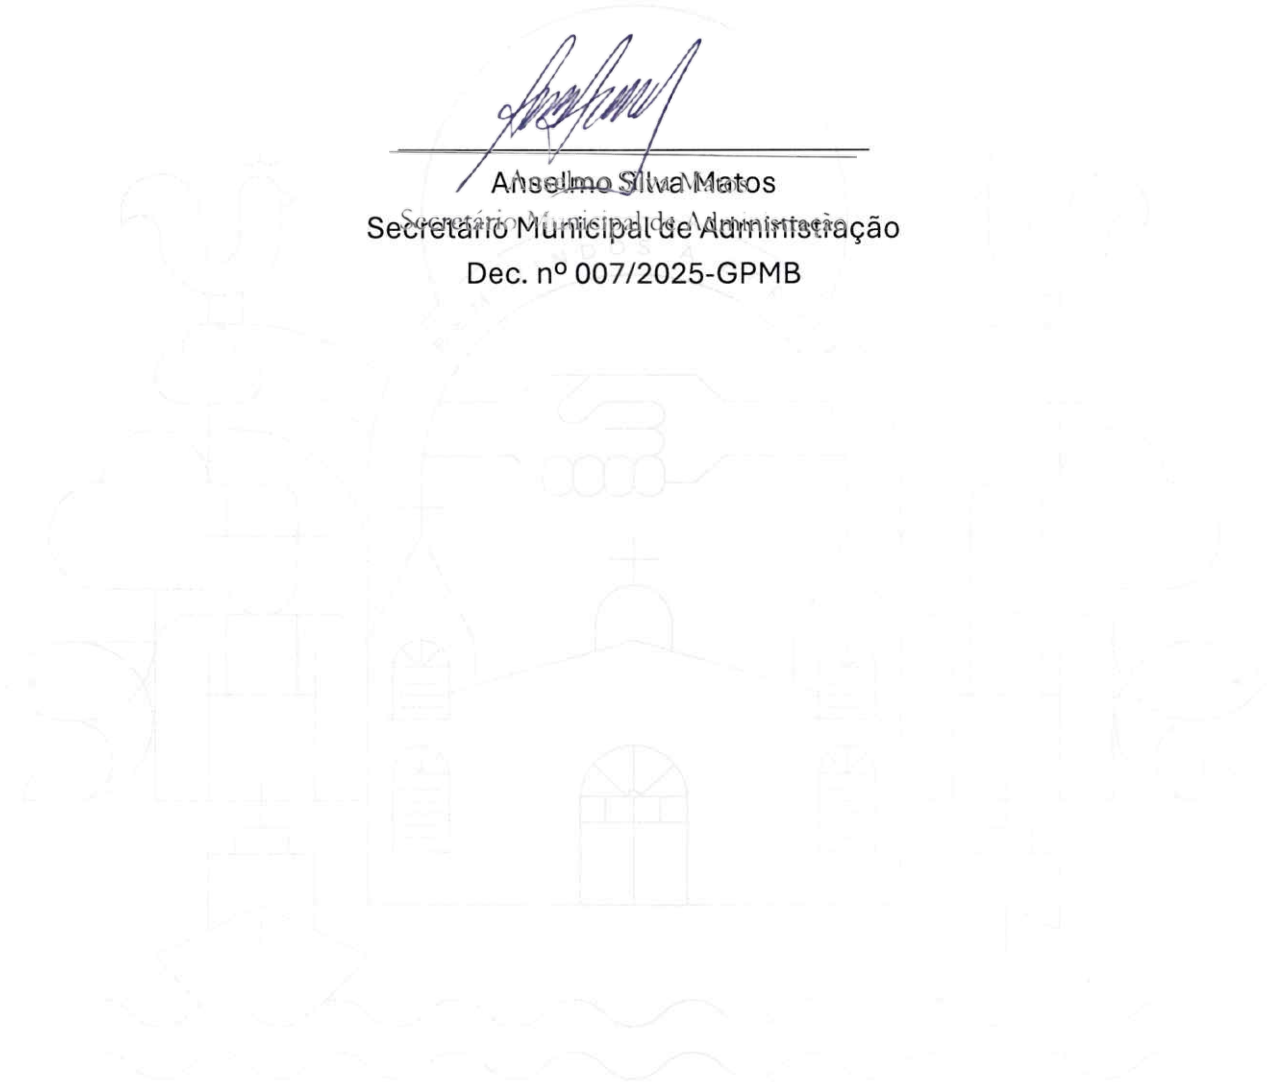 Anselmo Silva Matos
Secretário Municipal de Administração
Dec. nº 007/2025-GPMB